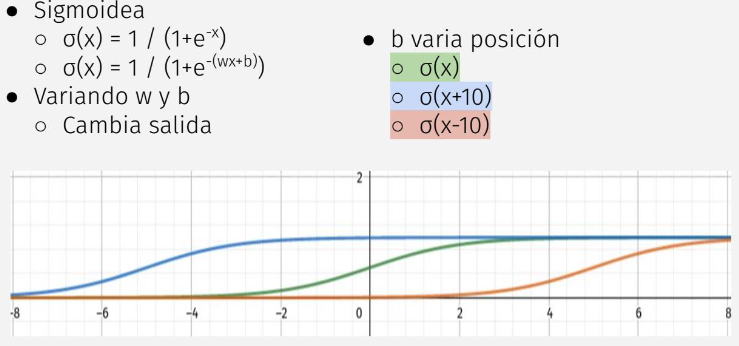 ● Sigmoidea
○ σ(x) = 1 / (1+e⁻ˣ)
○ σ(x) = 1 / (1+e⁻⁽ʷˣ⁺ᵇ⁾)
● Variando w y b
○ Cambia salida
● b varia posición
○ σ(x)
○ σ(x+10)
○ σ(x-10)
2
-8 -6 -4 -2 0 2 4 6 8